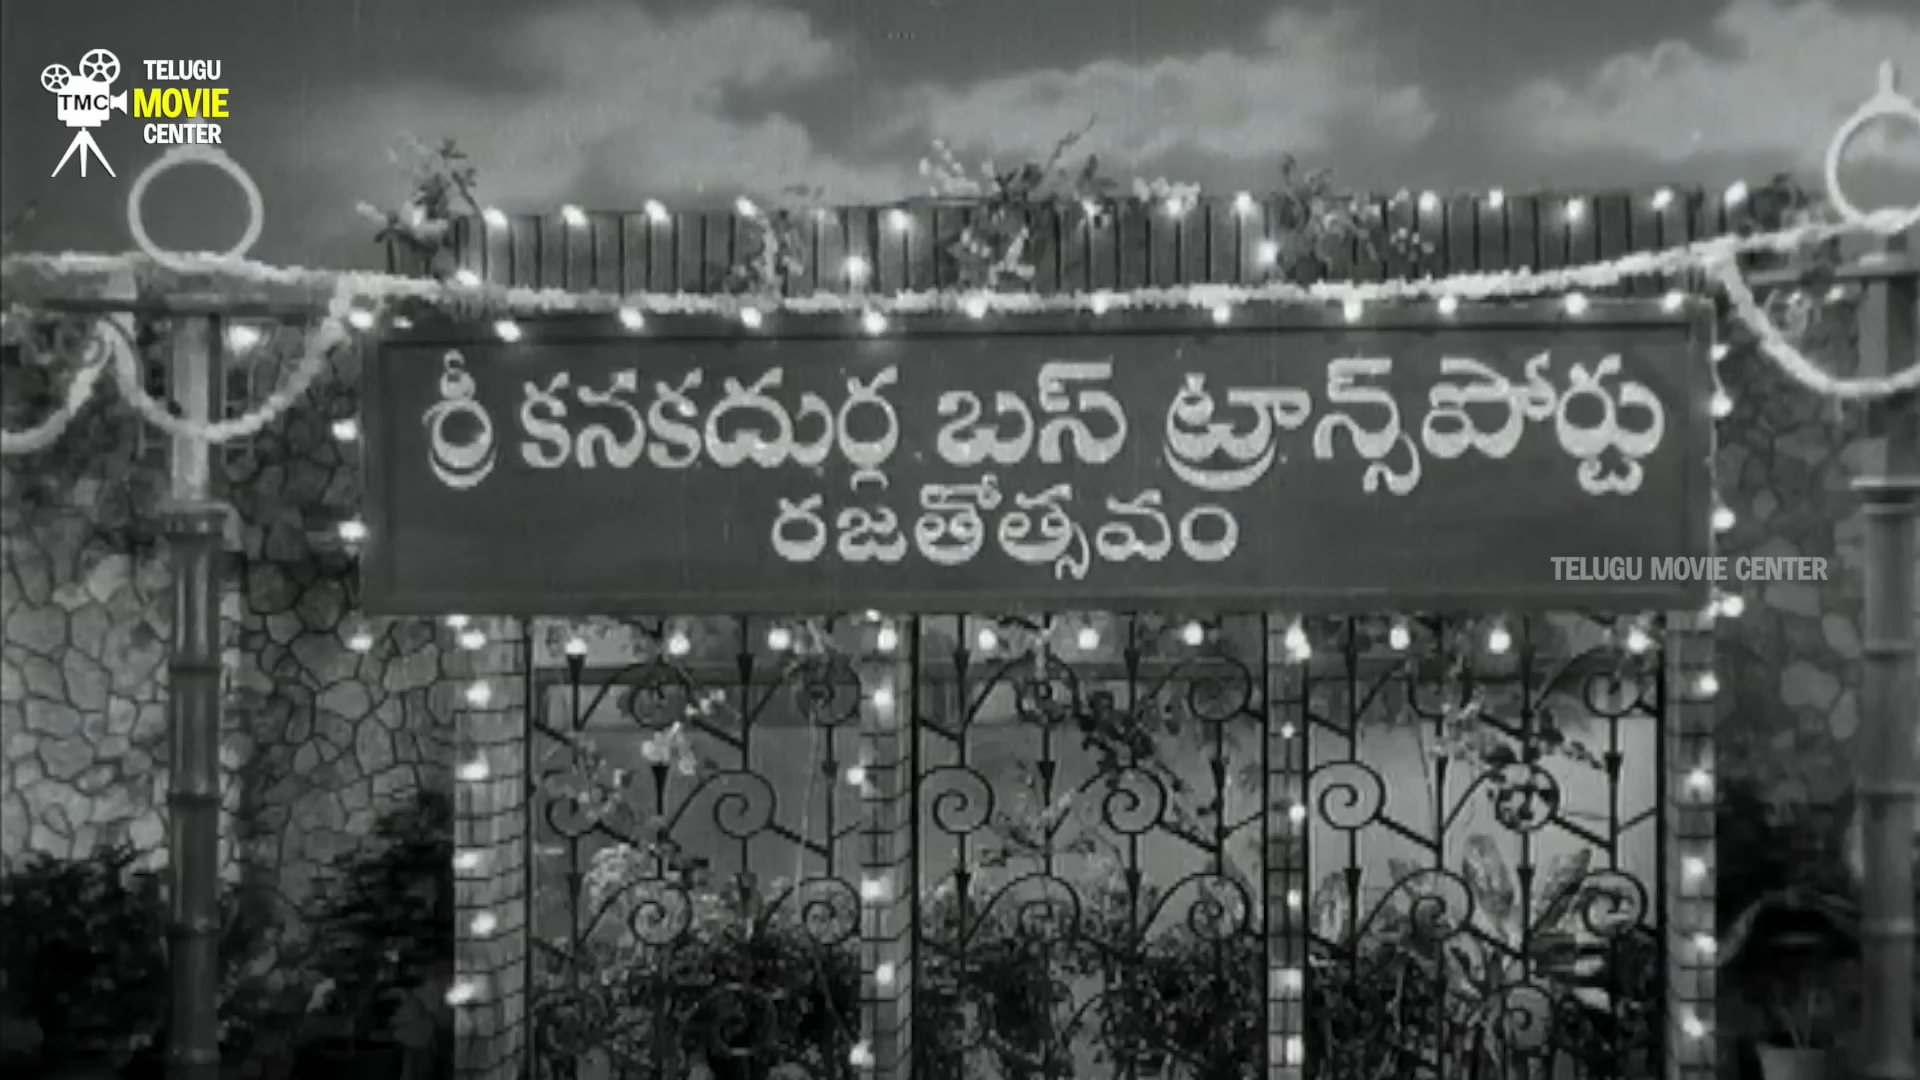 TELUGU
TMC MOVIE
CENTER
శ్రీ కనకదుర్గ బస్ ట్రాన్స్‌పోర్టు
రజతోత్సవం
TELUGU MOVIE CENTER